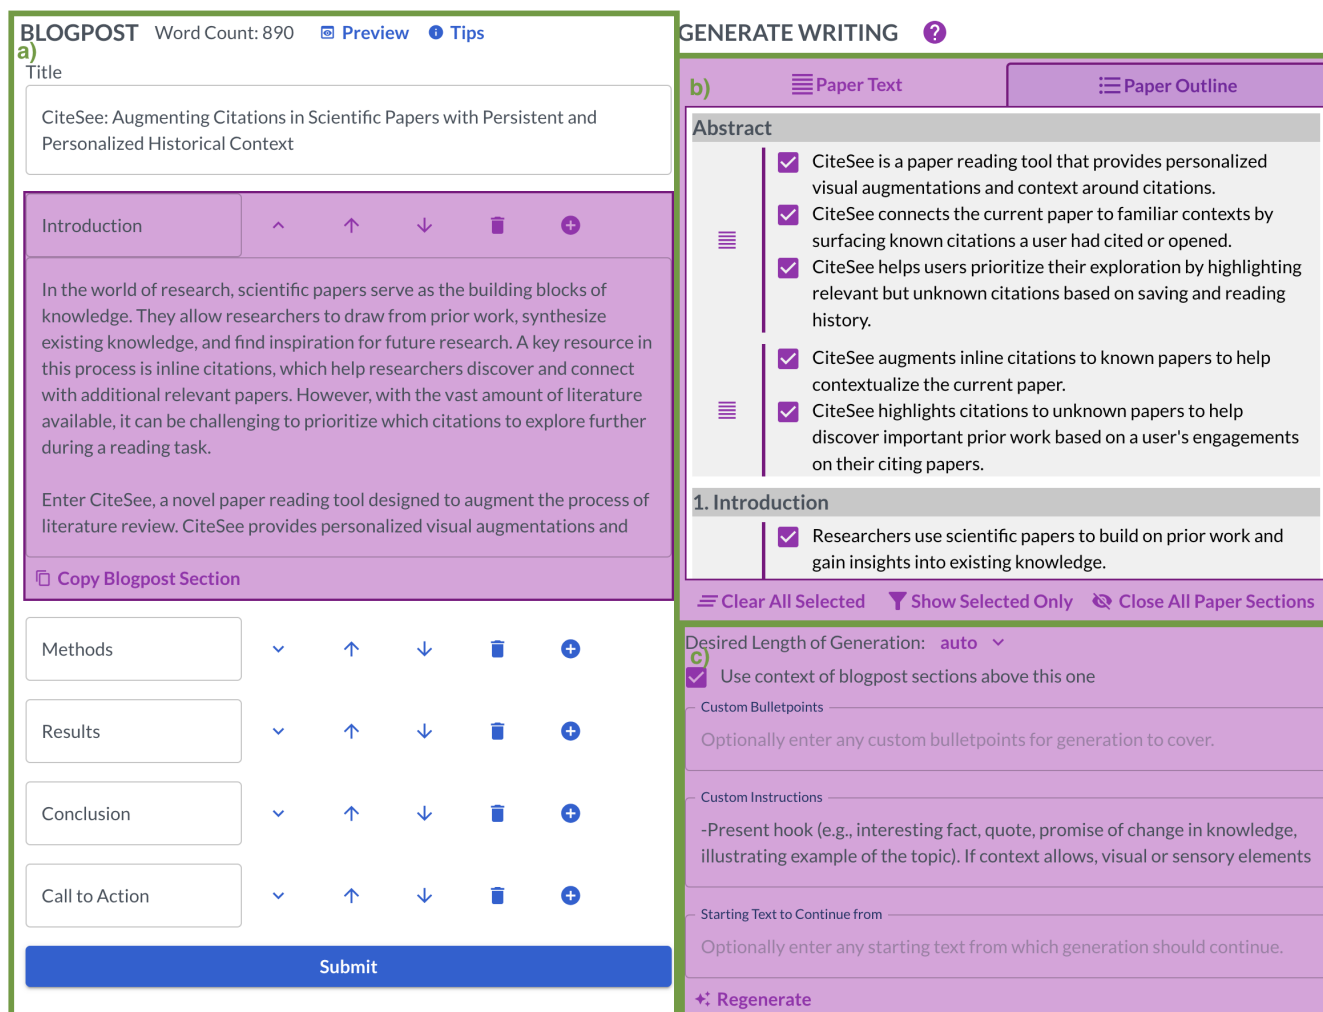 BLOGPOST Word Count: 890 Preview Tips
a)
Title
CiteSee: Augmenting Citations in Scientific Papers with Persistent and
Personalized Historical Context
Introduction
In the world of research, scientific papers serve as the building blocks of
knowledge. They allow researchers to draw from prior work, synthesize
existing knowledge, and find inspiration for future research. A key resource in
this process is inline citations, which help researchers discover and connect
with additional relevant papers. However, with the vast amount of literature
available, it can be challenging to prioritize which citations to explore further
during a reading task.
Enter CiteSee, a novel paper reading tool designed to augment the process of
literature review. CiteSee provides personalized visual augmentations and
Copy Blogpost Section
Methods
Results
Conclusion
Call to Action
Submit
GENERATE WRITING ?
b)
Paper Text
Paper Outline
Abstract
CiteSee is a paper reading tool that provides personalized
visual augmentations and context around citations.
CiteSee connects the current paper to familiar contexts by
surfacing known citations a user had cited or opened.
CiteSee helps users prioritize their exploration by highlighting
relevant but unknown citations based on saving and reading
history.
CiteSee augments inline citations to known papers to help
contextualize the current paper.
CiteSee highlights citations to unknown papers to help
discover important prior work based on a user's engagements
on their citing papers.
1. Introduction
Researchers use scientific papers to build on prior work and
gain insights into existing knowledge.
Clear All Selected Show Selected Only Close All Paper Sections
Desired Length of Generation: auto
c)
Use context of blogpost sections above this one
Custom Bulletpoints
Optionally enter any custom bulletpoints for generation to cover.
Custom Instructions
-Present hook (e.g., interesting fact, quote, promise of change in knowledge,
illustrating example of the topic). If context allows, visual or sensory elements
Starting Text to Continue from
Optionally enter any starting text from which generation should continue.
Regenerate